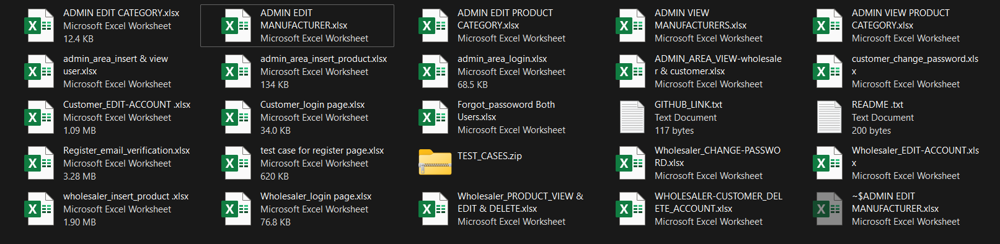 ADMIN EDIT CATEGORY.xlsx
Microsoft Excel Worksheet
12.4 KB
ADMIN EDIT
MANUFACTURER.xlsx
Microsoft Excel Worksheet
ADMIN EDIT PRODUCT
CATEGORY.xlsx
Microsoft Excel Worksheet
ADMIN VIEW
MANUFACTURERS.xlsx
Microsoft Excel Worksheet
ADMIN VIEW PRODUCT
CATEGORY.xlsx
Microsoft Excel Worksheet
admin_area_insert & view
user.xlsx
Microsoft Excel Worksheet
admin_area_insert_product.xlsx
Microsoft Excel Worksheet
134 KB
admin_area_login.xlsx
Microsoft Excel Worksheet
68.5 KB
ADMIN_AREA_VIEW-wholesale
r & customer.xlsx
Microsoft Excel Worksheet
customer_change_password.xls
x
Microsoft Excel Worksheet
Customer_EDIT-ACCOUNT .xlsx
Microsoft Excel Worksheet
1.09 MB
Customer_login page.xlsx
Microsoft Excel Worksheet
34.0 KB
Forgot_passoword Both
Users.xlsx
Microsoft Excel Worksheet
GITHUB_LINK.txt
Text Document
117 bytes
README .txt
Text Document
200 bytes
Register_email_verification.xlsx
Microsoft Excel Worksheet
3.28 MB
test case for register page.xlsx
Microsoft Excel Worksheet
620 KB
TEST_CASES.zip
Wholesaler_CHANGE-PASSWO
RD.xlsx
Microsoft Excel Worksheet
Wholesaler_EDIT-ACCOUNT.xls
x
Microsoft Excel Worksheet
wholesaler_insert_product .xlsx
Microsoft Excel Worksheet
1.90 MB
Wholesaler_login page.xlsx
Microsoft Excel Worksheet
76.8 KB
Wholesaler_PRODUCT_VIEW &
EDIT & DELETE.xlsx
Microsoft Excel Worksheet
WHOLESALER-CUSTOMER_DEL
ETE_ACCOUNT.xlsx
Microsoft Excel Worksheet
~$ADMIN EDIT
MANUFACTURER.xlsx
Microsoft Excel Worksheet